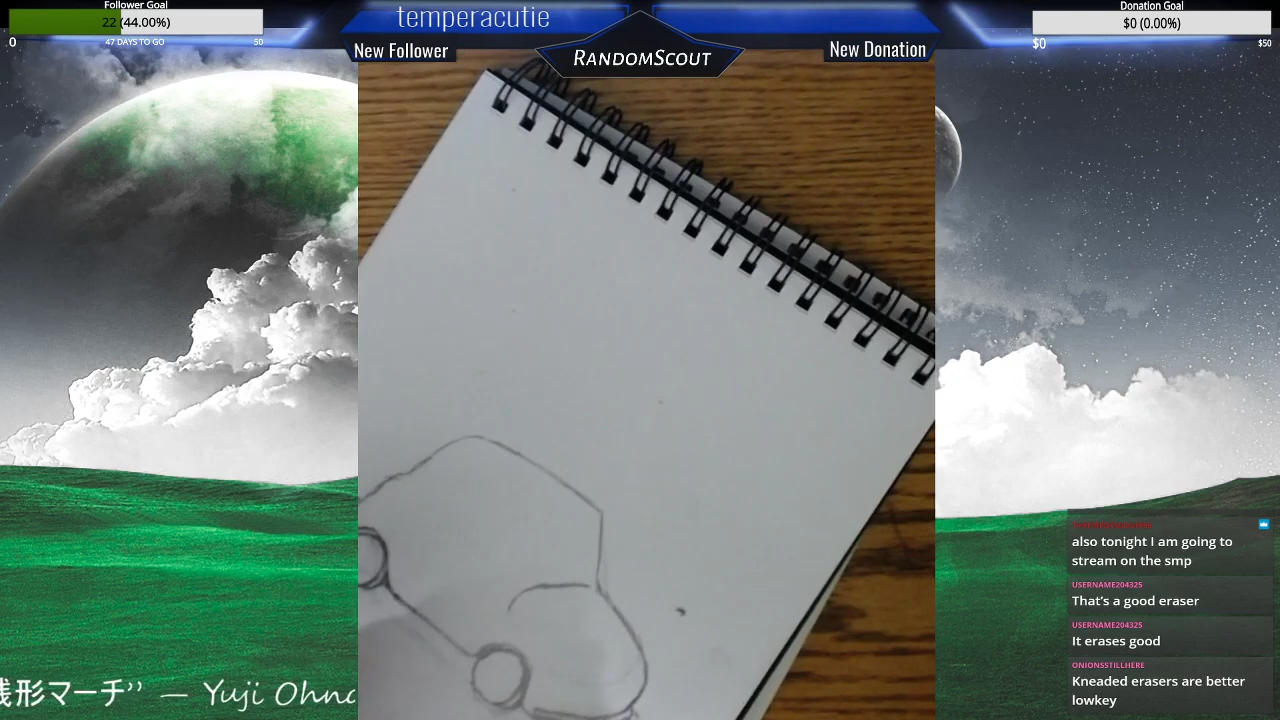 Follower Goal
22 (44.00%)
0
47 DAYS TO GO
50
temperacutie
New Follower
RANDOMSCOUT
New Donation
Donation Goal
$0 (0.00%)
$0
$50
also tonight I am going to
stream on the smp
USERNAME204325
That's a good eraser
USERNAME204325
It erases good
ONIONSSTILLHERE
Kneaded erasers are better
lowkey
銭形マーチ” — Yuji Ohno